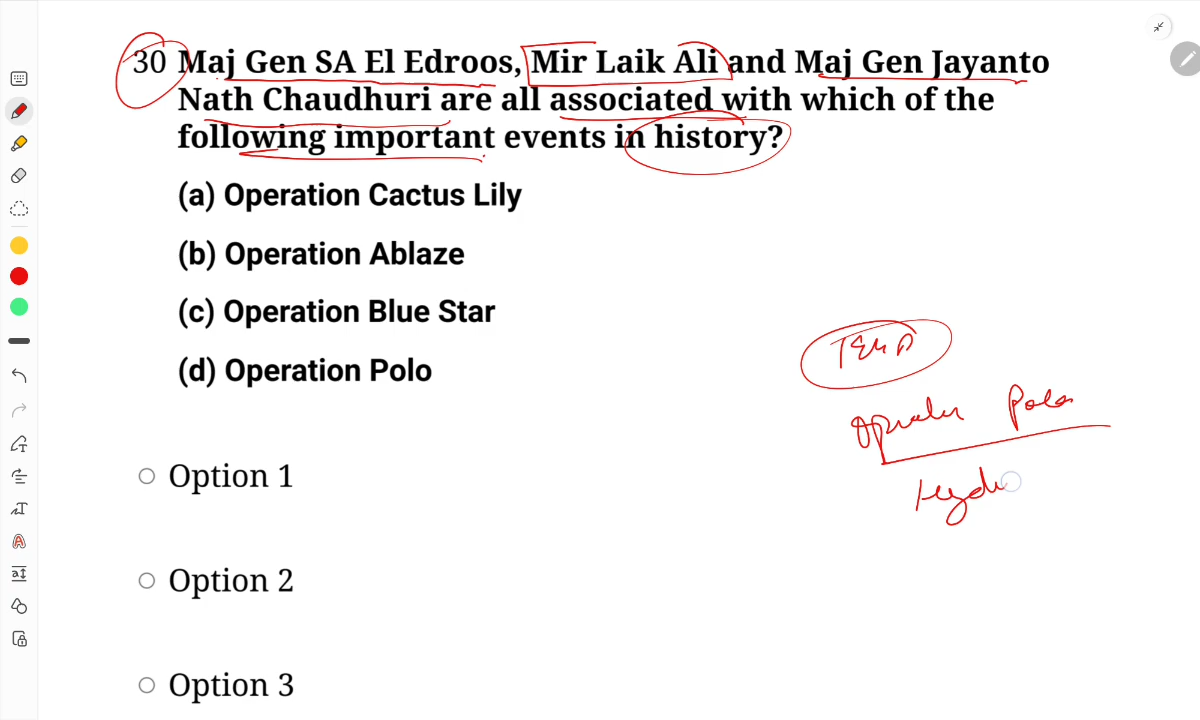 30 Maj Gen SA El Edroos, Mir Laik Ali and Maj Gen Jayanto
Nath Chaudhuri are all associated with which of the
following important events in history?
(a) Operation Cactus Lily
(b) Operation Ablaze
(c) Operation Blue Star
(d) Operation Polo
Polo
Option 1
Option 2
Option 3